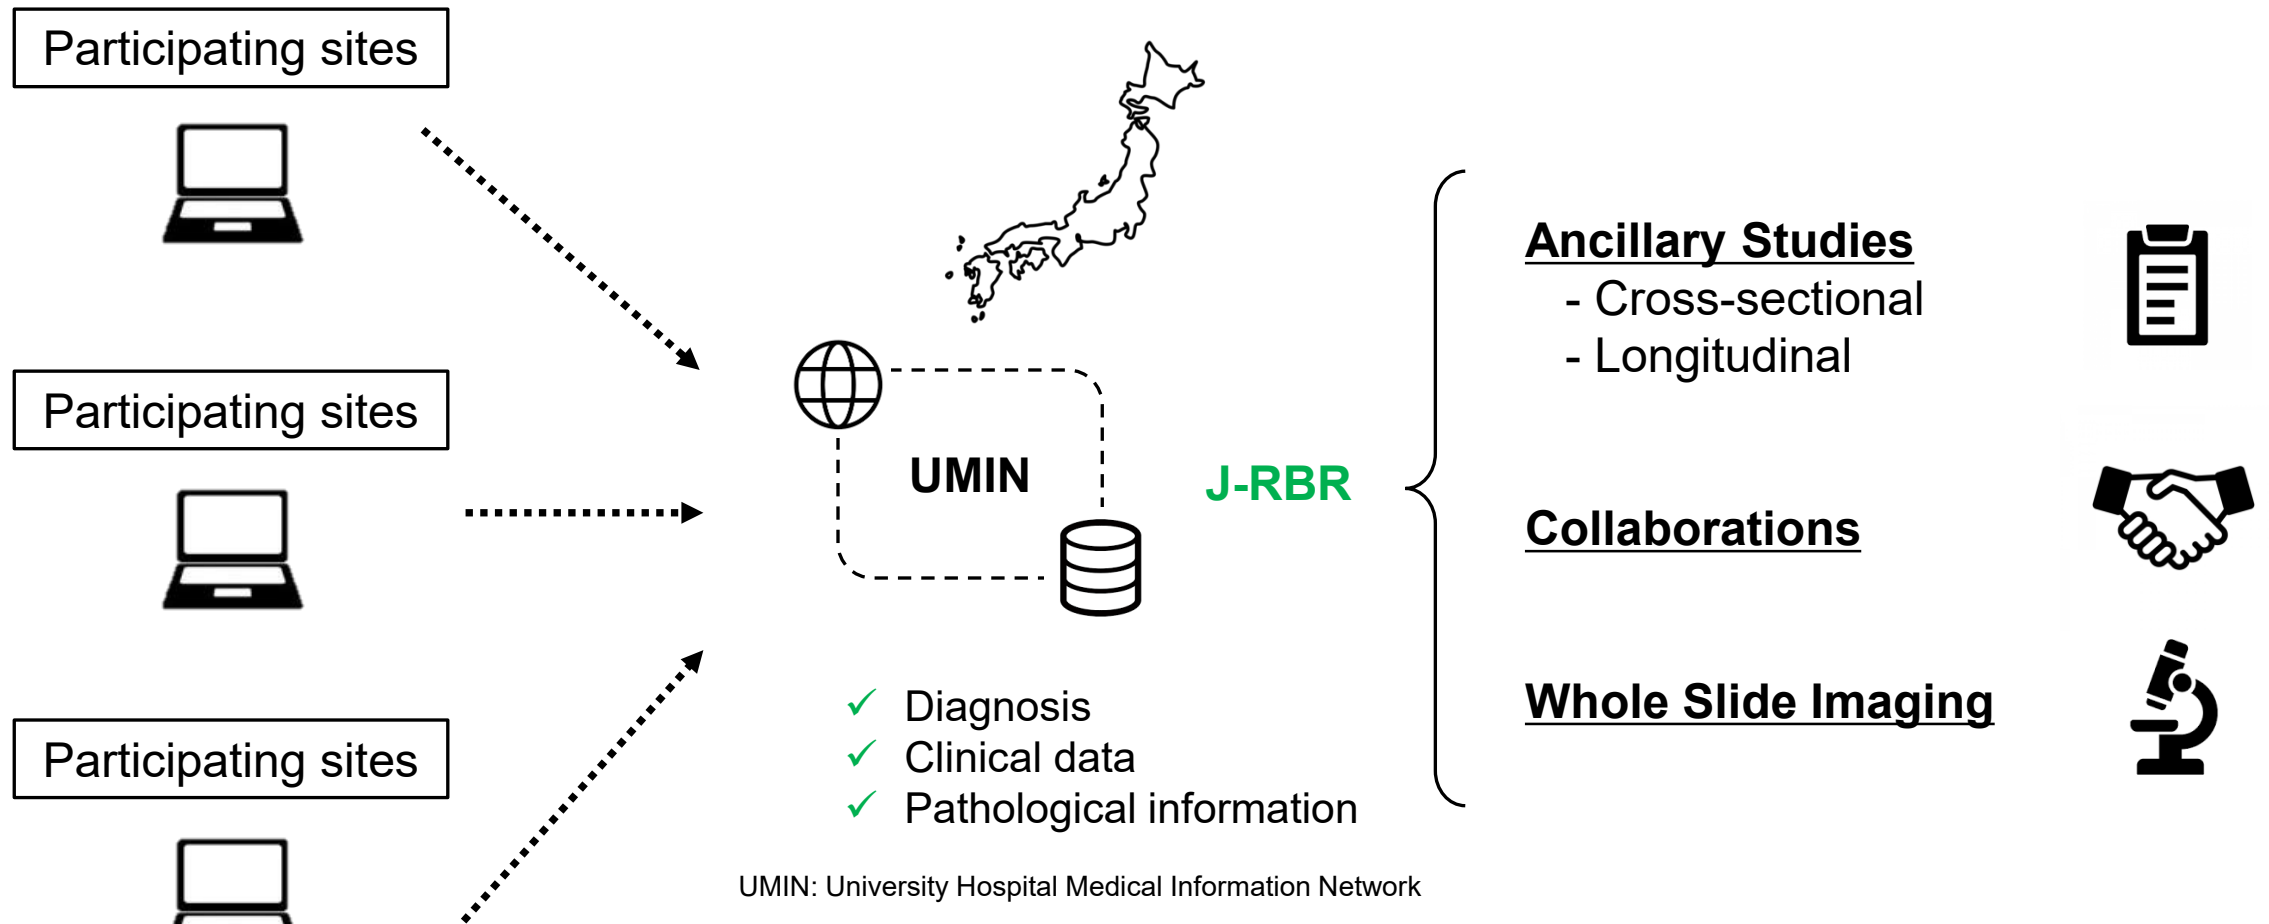 Participating sites
Participating sites
Participating sites
UMIN
J-RBR
✓ Diagnosis
✓ Clinical data
✓ Pathological information
UMIN: University Hospital Medical Information Network
Ancillary Studies
- Cross-sectional
- Longitudinal
Collaborations
Whole Slide Imaging